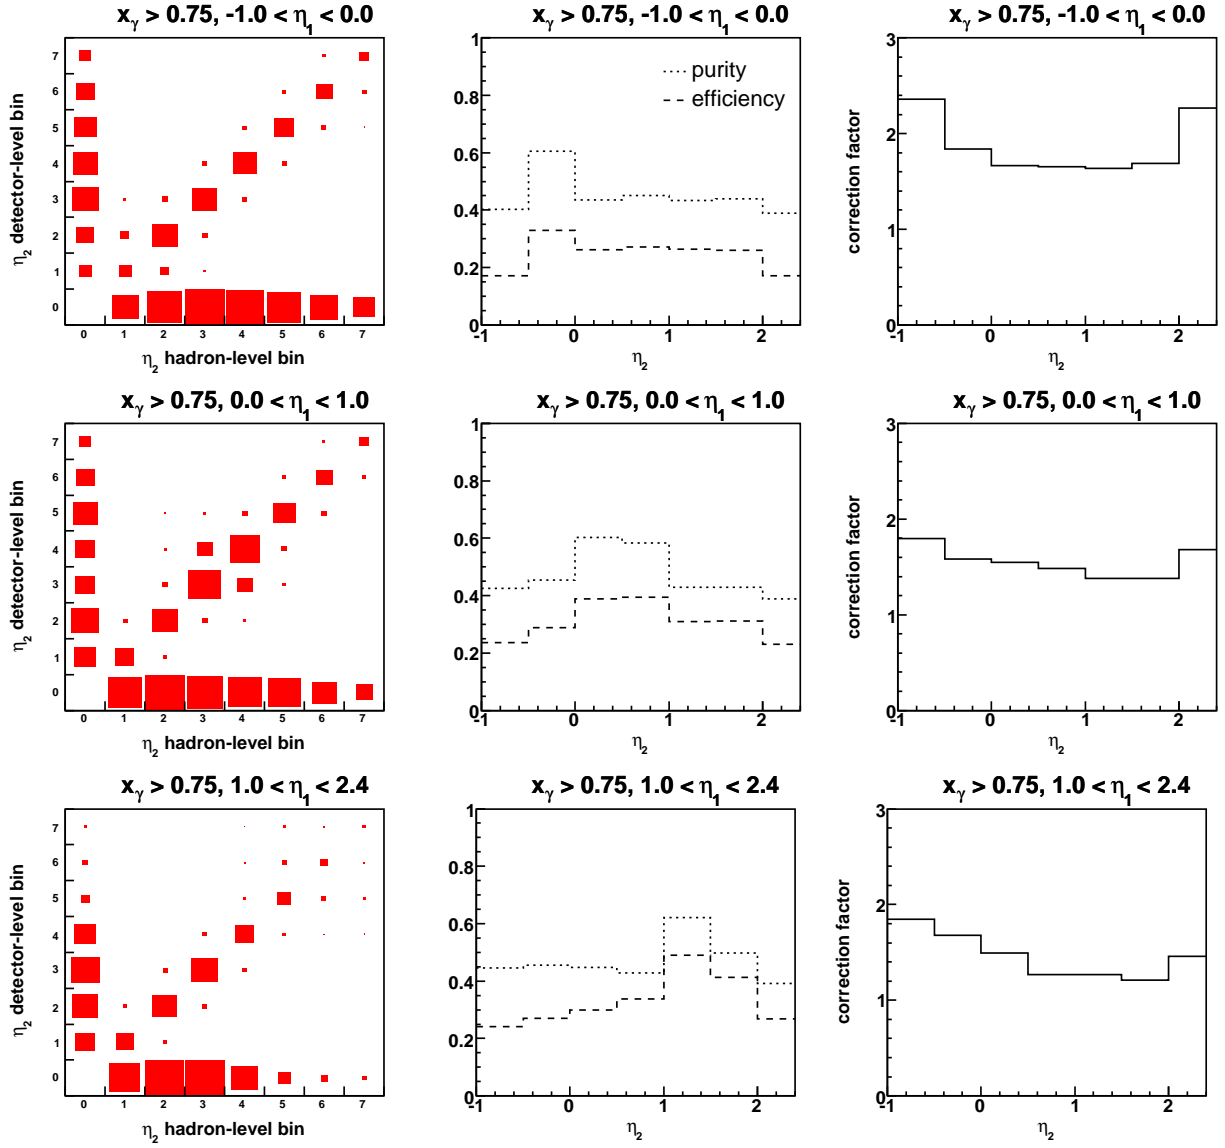 xγ > 0.75, -1.0 < η1 < 0.0
7
6
5
4
3
2
1
0
0 1 2 3 4 5 6 7
η2 detector-level bin
η2 hadron-level bin
xγ > 0.75, -1.0 < η1 < 0.0
purity
efficiency
1
0.8
0.6
0.4
0.2
0
-1 0 1 2
η2
xγ > 0.75, -1.0 < η1 < 0.0
3
2
1
0
-1 0 1 2
correction factor
η2
xγ > 0.75, 0.0 < η1 < 1.0
7
6
5
4
3
2
1
0
0 1 2 3 4 5 6 7
η2 detector-level bin
η2 hadron-level bin
xγ > 0.75, 0.0 < η1 < 1.0
1
0.8
0.6
0.4
0.2
0
-1 0 1 2
η2
xγ > 0.75, 0.0 < η1 < 1.0
3
2
1
0
-1 0 1 2
correction factor
η2
xγ > 0.75, 1.0 < η1 < 2.4
7
6
5
4
3
2
1
0
0 1 2 3 4 5 6 7
η2 detector-level bin
η2 hadron-level bin
xγ > 0.75, 1.0 < η1 < 2.4
1
0.8
0.6
0.4
0.2
0
-1 0 1 2
η2
xγ > 0.75, 1.0 < η1 < 2.4
3
2
1
0
-1 0 1 2
correction factor
η2